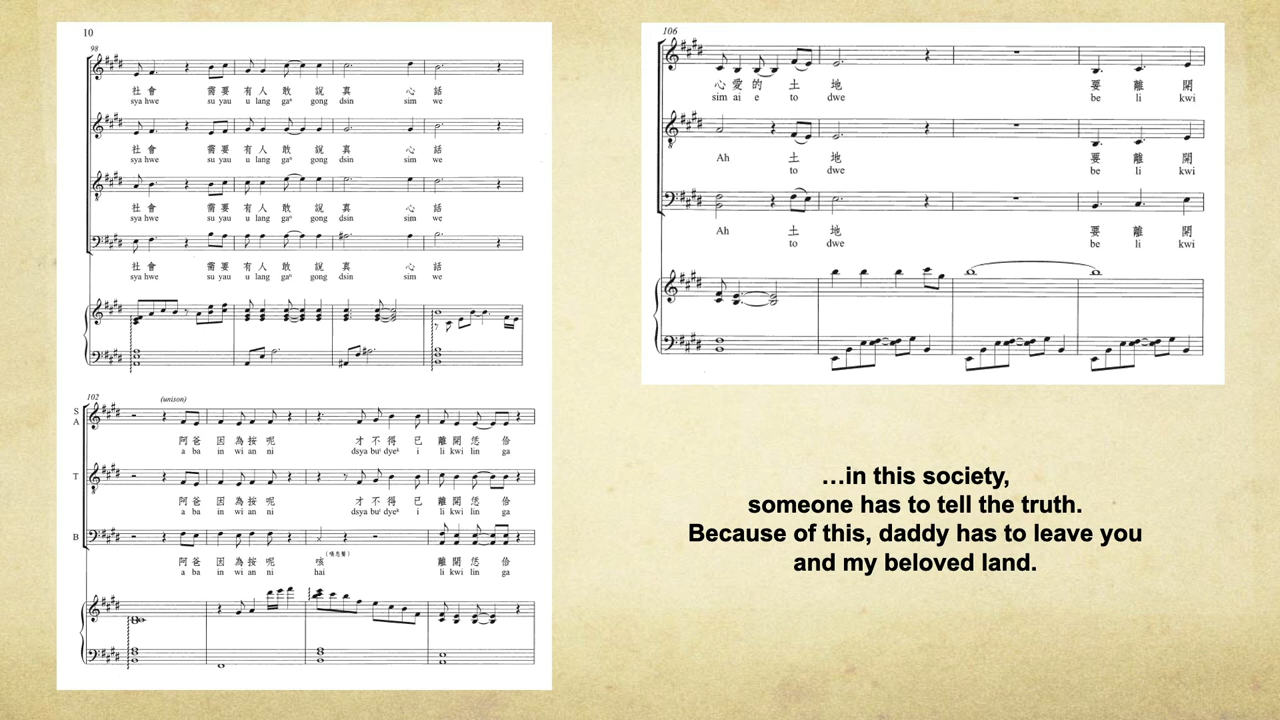 10
98
社 會 需 要 有 人 敢 說 真 心 話
sya hwe su yau u lang gaⁿ gong dsin sim we
社 會 需 要 有 人 敢 說 真 心 話
sya hwe su yau u lang gaⁿ gong dsin sim we
社 會 需 要 有 人 敢 說 真 心 話
sya hwe su yau u lang gaⁿ gong dsin sim we
社 會 需 要 有 人 敢 說 真 心 話
sya hwe su yau u lang gaⁿ gong dsin sim we
102
(unison)
S
A
阿 爸 因 為 按 呢 才 不 得 已 離 開 恁 伶
a ba in wi an ni dsya buᵗ dyeᵏ i li kwi lin ga
T
阿 爸 因 為 按 呢 才 不 得 已 離 開 恁 伶
a ba in wi an ni dsya buᵗ dyeᵏ i li kwi lin ga
B
(嘆息聲)
阿 爸 因 為 按 呢 咳 離 開 恁 伶
a ba in wi an ni hai li kwi lin ga
106
心 愛 的 土 地 要 離 開
sim ai e to dwe be li kwi
8
Ah 土 地 要 離 開
to dwe be li kwi
Ah 土 地 要 離 開
to dwe be li kwi
…in this society,
someone has to tell the truth.
Because of this, daddy has to leave you
and my beloved land.